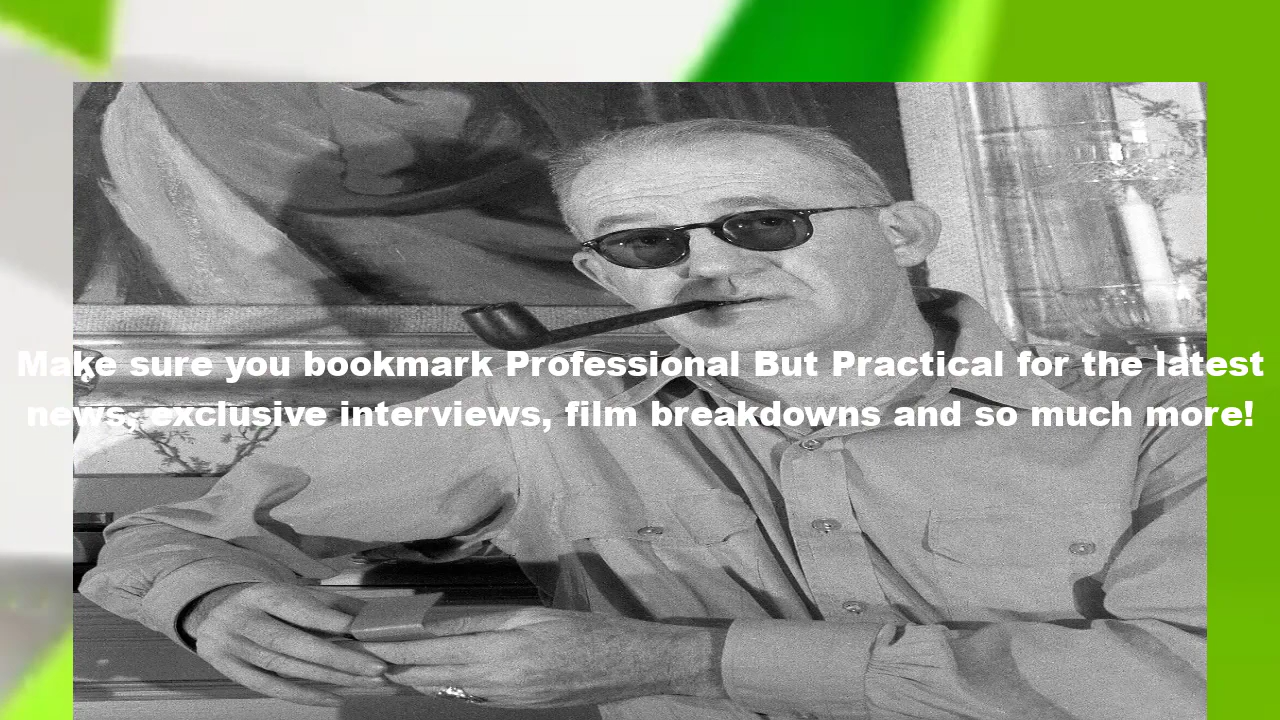 Make sure you bookmark Professional But Practical for the latest
news, exclusive interviews, film breakdowns and so much more!